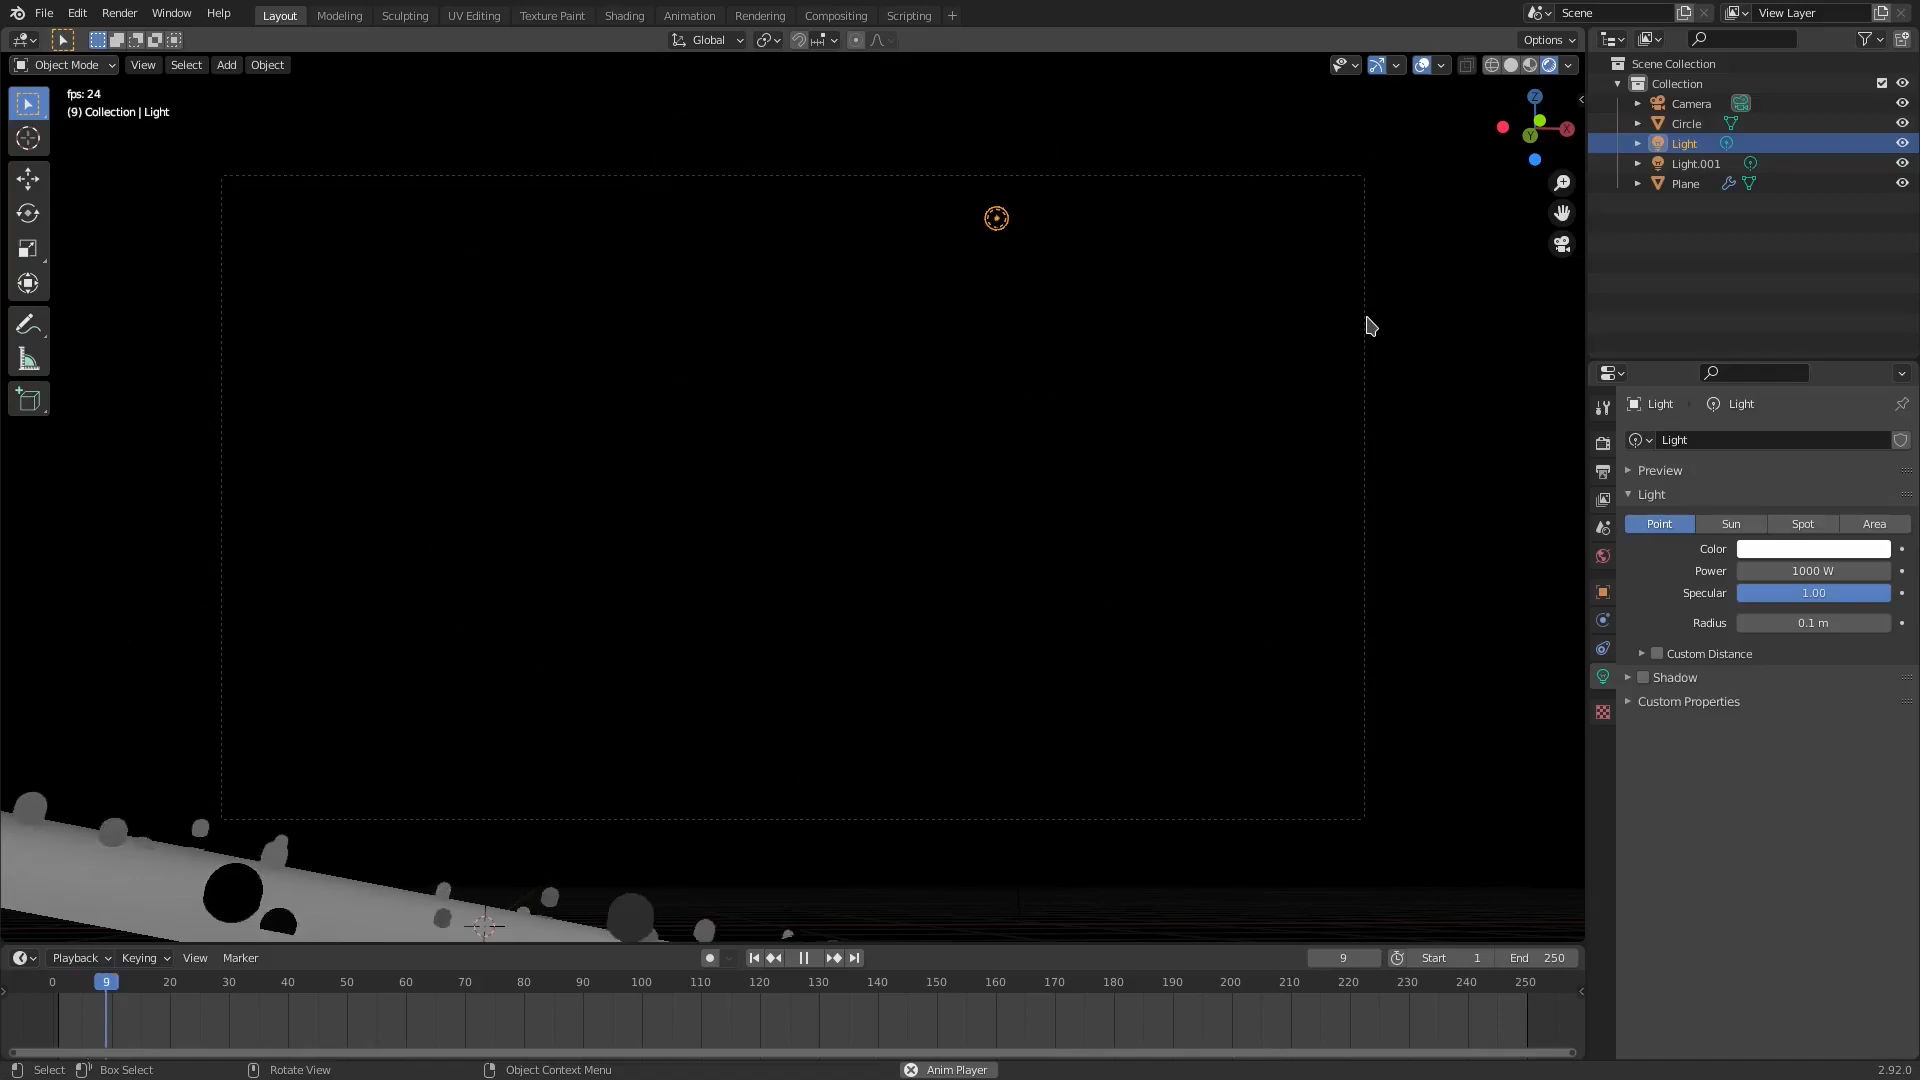 File Edit Render Window Help Layout Modeling Sculpting UV Editing Texture Paint Shading Animation Rendering Compositing Scripting + Scene View Layer
Global Options
Object Mode View Select Add Object
fps: 24
(9) Collection | Light
Z
X
Y
Scene Collection
Collection
Camera
Circle
Light
Light.001
Plane
Light Light
Light
Preview
Light
Point Sun Spot Area
Color
Power 1000 W
Specular 1.00
Radius 0.1 m
Custom Distance
Shadow
Custom Properties
Playback Keying View Marker 9 Start 1 End 250
0 9 20 30 40 50 60 70 80 90 100 110 120 130 140 150 160 170 180 190 200 210 220 230 240 250
Select Box Select Rotate View Object Context Menu Anim Player 2.92.0